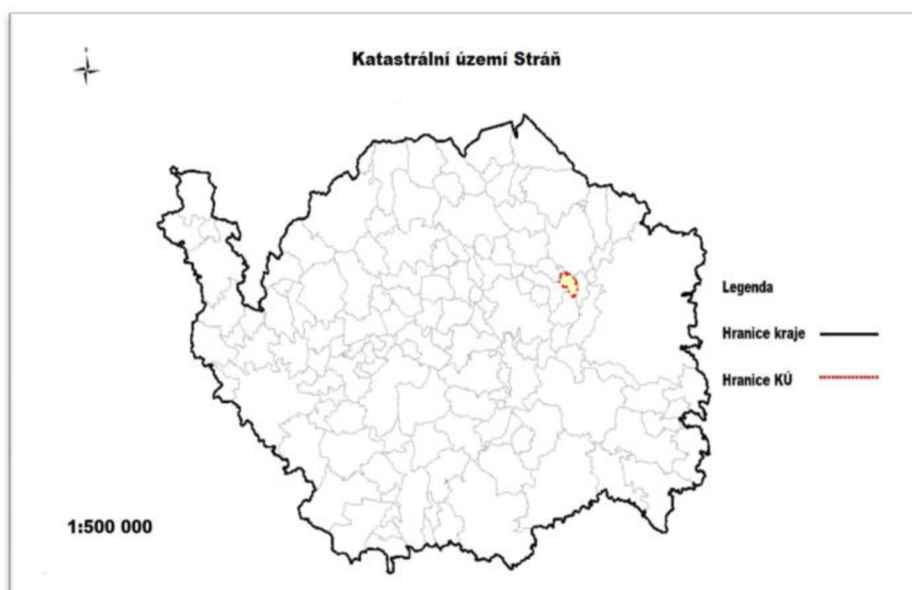 Katastrální území Stráň
Legenda
Hranice kraje
Hranice KÚ
1:500 000